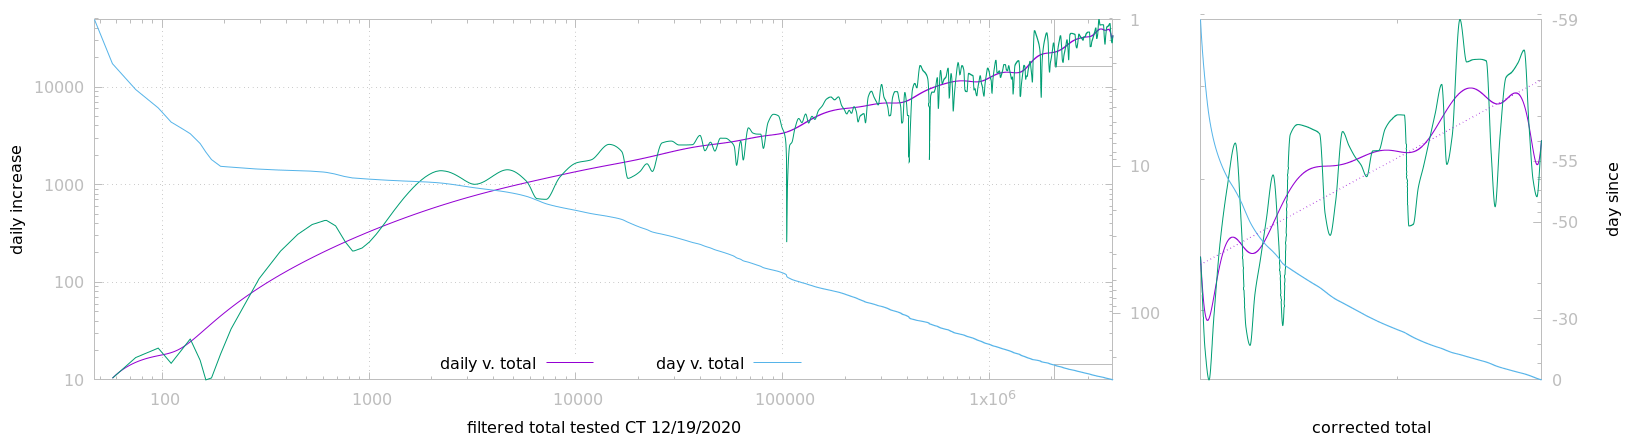 1
-59
10000
daily increase
10
-55
1000
day since
-50
100
100
-30
daily v. total
day v. total
10
0
100
1000
10000
100000
1x10⁶
filtered total tested CT 12/19/2020
corrected total